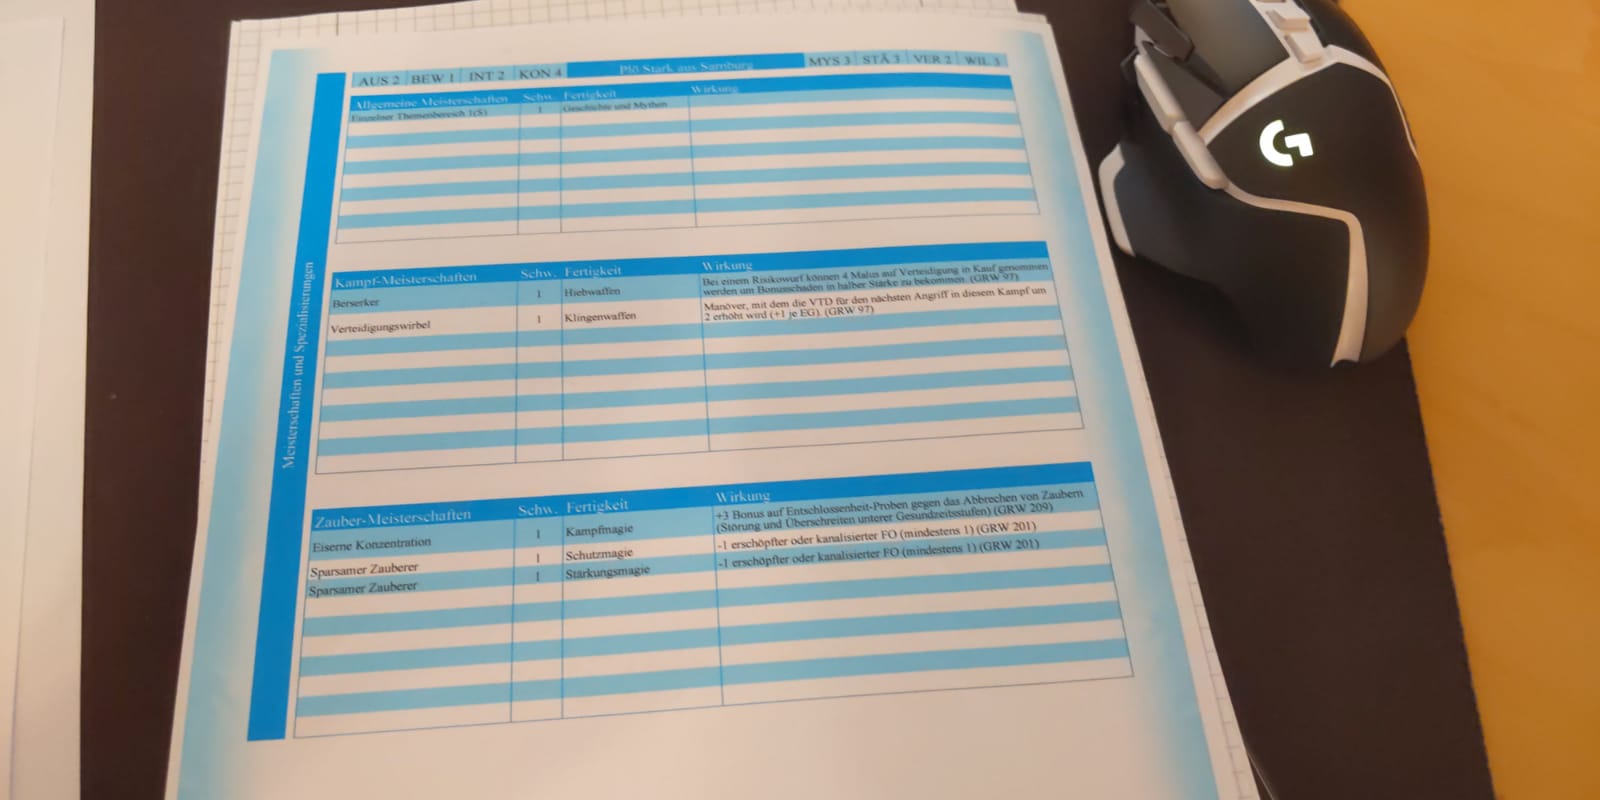 AUS 2 BEW 1 INT 2 KON 4 Plö Stark aus Sarnburg MYS 3 STÄ 3 VER 2 WIL 3
Meisterschaften und Spezialisierungen
Allgemeine Meisterschaften Schw. Fertigkeit Wirkung
Einzelner Themenbereich 1(S) 1 Geschichte und Mythen
Kampf-Meisterschaften Schw. Fertigkeit Wirkung
Berserker 1 Hiebwaffen Bei einem Risikowurf können 4 Malus auf Verteidigung in Kauf genommen
werden um Bonusschaden in halber Stärke zu bekommen. (GRW 97)
Verteidigungswirbel 1 Klingenwaffen Manöver, mit dem die VTD für den nächsten Angriff in diesem Kampf um
2 erhöht wird (+1 je EG). (GRW 97)
Zauber-Meisterschaften Schw. Fertigkeit Wirkung
Eiserne Konzentration 1 Kampfmagie +3 Bonus auf Entschlossenheit-Proben gegen das Abbrechen von Zaubern
(Störung und Überschreiten unterer Gesundzeitsstufen) (GRW 209)
Sparsamer Zauberer 1 Schutzmagie -1 erschöpfter oder kanalisierter FO (mindestens 1) (GRW 201)
Sparsamer Zauberer 1 Stärkungsmagie -1 erschöpfter oder kanalisierter FO (mindestens 1) (GRW 201)